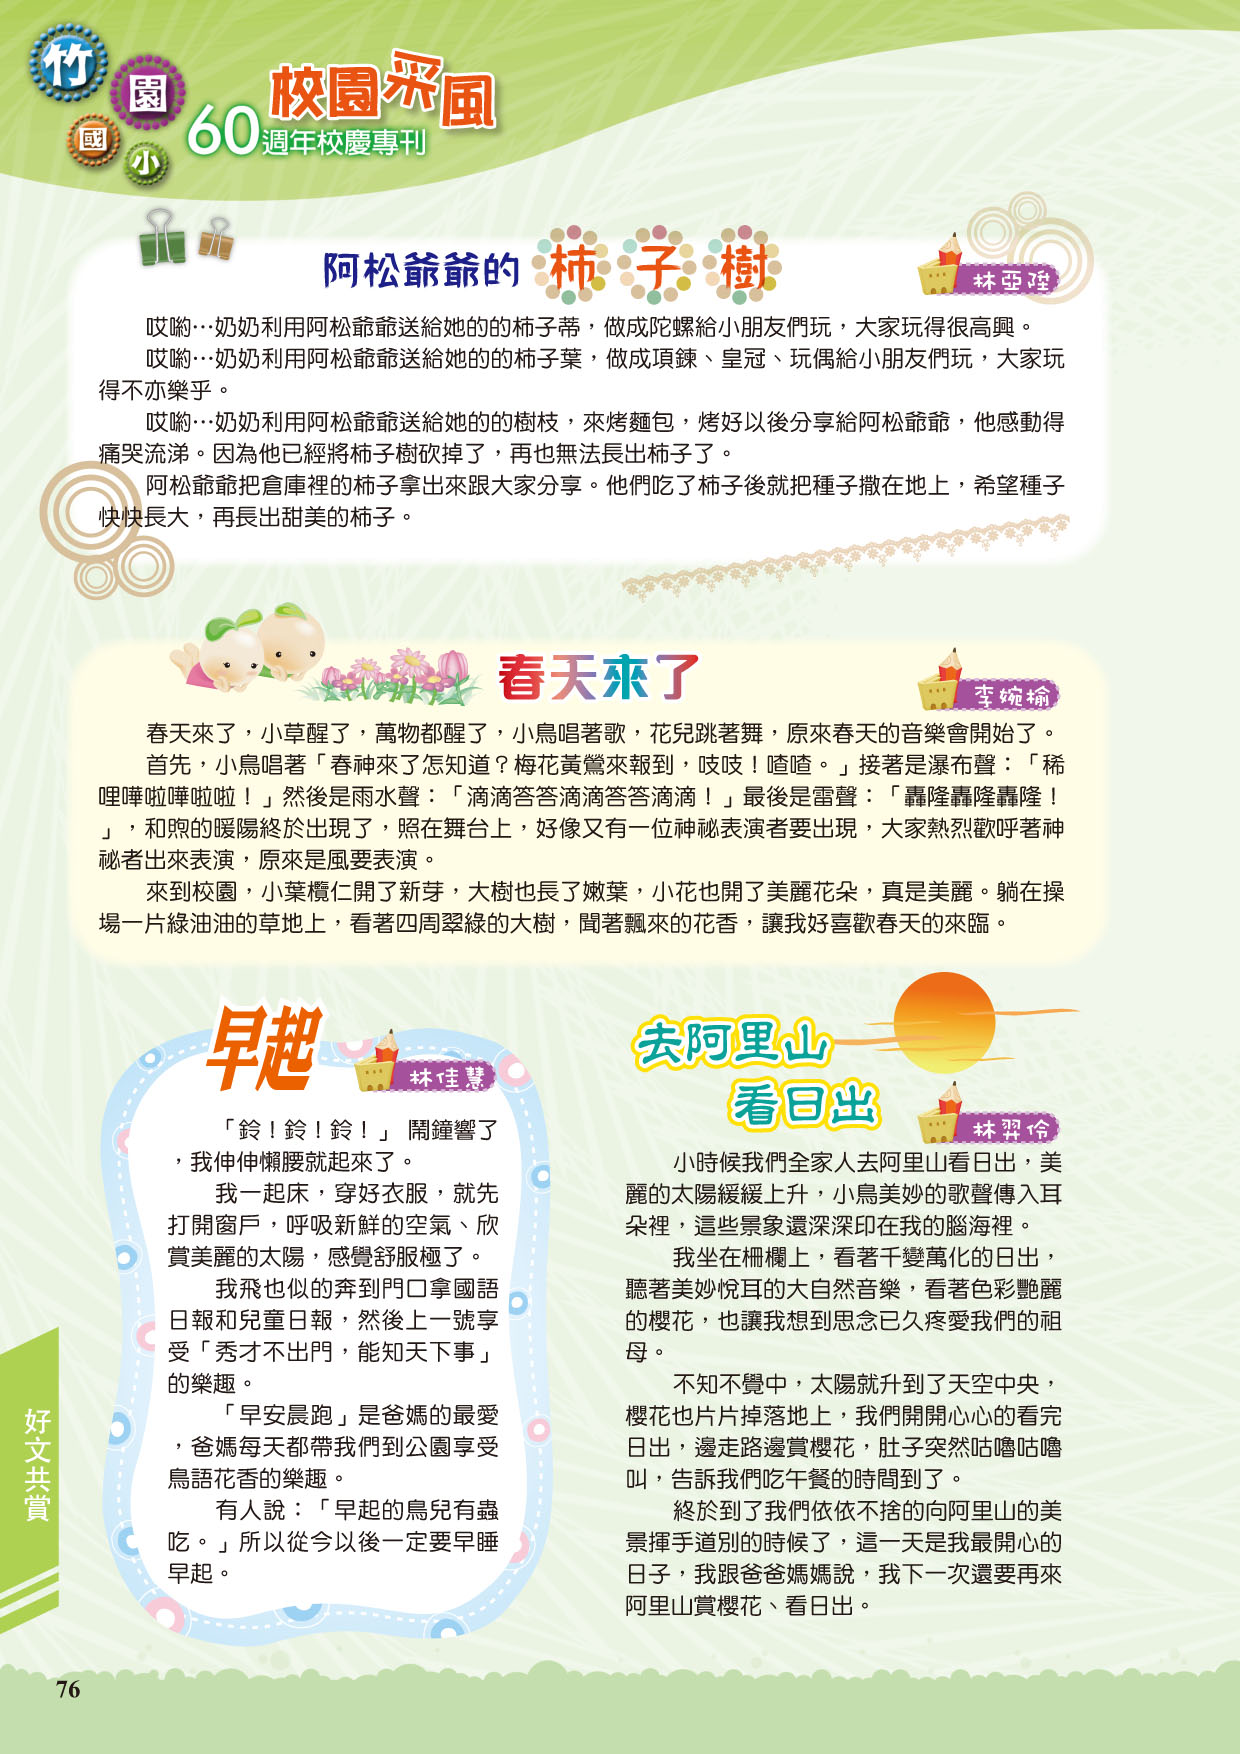 竹園國小
校園采風
60週年校慶專刊
阿松爺爺的柿子樹
林亞陞
哎喲…奶奶利用阿松爺爺送給她的的柿子蒂，做成陀螺給小朋友們玩，大家玩得很高興。
哎喲…奶奶利用阿松爺爺送給她的的柿子葉，做成項鍊、皇冠、玩偶給小朋友們玩，大家玩
得不亦樂乎。
哎喲…奶奶利用阿松爺爺送給她的的樹枝，來烤麵包，烤好以後分享給阿松爺爺，他感動得
痛哭流涕。因為他已經將柿子樹砍掉了，再也無法長出柿子了。
阿松爺爺把倉庫裡的柿子拿出來跟大家分享。他們吃了柿子後就把種子撒在地上，希望種子
快快長大，再長出甜美的柿子。
春天來了
李婉榆
春天來了，小草醒了，萬物都醒了，小鳥唱著歌，花兒跳著舞，原來春天的音樂會開始了。
首先，小鳥唱著「春神來了怎知道？梅花黃鶯來報到，吱吱！喳喳。」接著是瀑布聲：「稀
哩嘩啦嘩啦啦！」然後是雨水聲：「滴滴答答滴滴答答滴滴！」最後是雷聲：「轟隆轟隆轟隆！
」，和煦的暖陽終於出現了，照在舞台上，好像又有一位神祕表演者要出現，大家熱烈歡呼著神
祕者出來表演，原來是風要表演。
來到校園，小葉欖仁開了新芽，大樹也長了嫩葉，小花也開了美麗花朵，真是美麗。躺在操
場一片綠油油的草地上，看著四周翠綠的大樹，聞著飄來的花香，讓我好喜歡春天的來臨。
早起
林佳慧
「鈴！鈴！鈴！」 鬧鐘響了
，我伸伸懶腰就起來了。
我一起床，穿好衣服，就先
打開窗戶，呼吸新鮮的空氣、欣
賞美麗的太陽，感覺舒服極了。
我飛也似的奔到門口拿國語
日報和兒童日報，然後上一號享
受「秀才不出門，能知天下事」
的樂趣。
「早安晨跑」是爸媽的最愛
，爸媽每天都帶我們到公園享受
鳥語花香的樂趣。
有人說：「早起的鳥兒有蟲
吃。」所以從今以後一定要早睡
早起。
去阿里山
看日出
林羿伶
小時候我們全家人去阿里山看日出，美
麗的太陽緩緩上升，小鳥美妙的歌聲傳入耳
朵裡，這些景象還深深印在我的腦海裡。
我坐在柵欄上，看著千變萬化的日出，
聽著美妙悅耳的大自然音樂，看著色彩艷麗
的櫻花，也讓我想到思念已久疼愛我們的祖
母。
不知不覺中，太陽就升到了天空中央，
櫻花也片片掉落地上，我們開開心心的看完
日出，邊走路邊賞櫻花，肚子突然咕嚕咕嚕
叫，告訴我們吃午餐的時間到了。
終於到了我們依依不捨的向阿里山的美
景揮手道別的時候了，這一天是我最開心的
日子，我跟爸爸媽媽說，我下一次還要再來
阿里山賞櫻花、看日出。
好文共賞
76